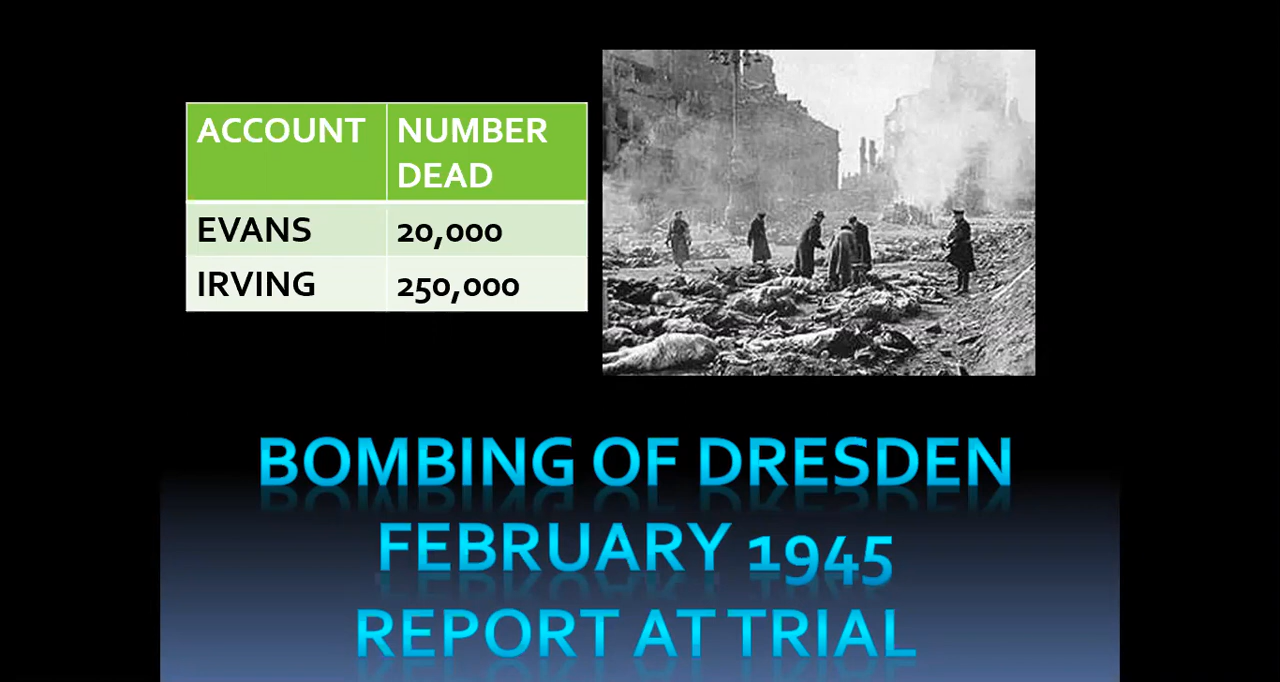 ACCOUNT NUMBER
DEAD
EVANS 20,000
IRVING 250,000
BOMBING OF DRESDEN
FEBRUARY 1945
REPORT AT TRIAL